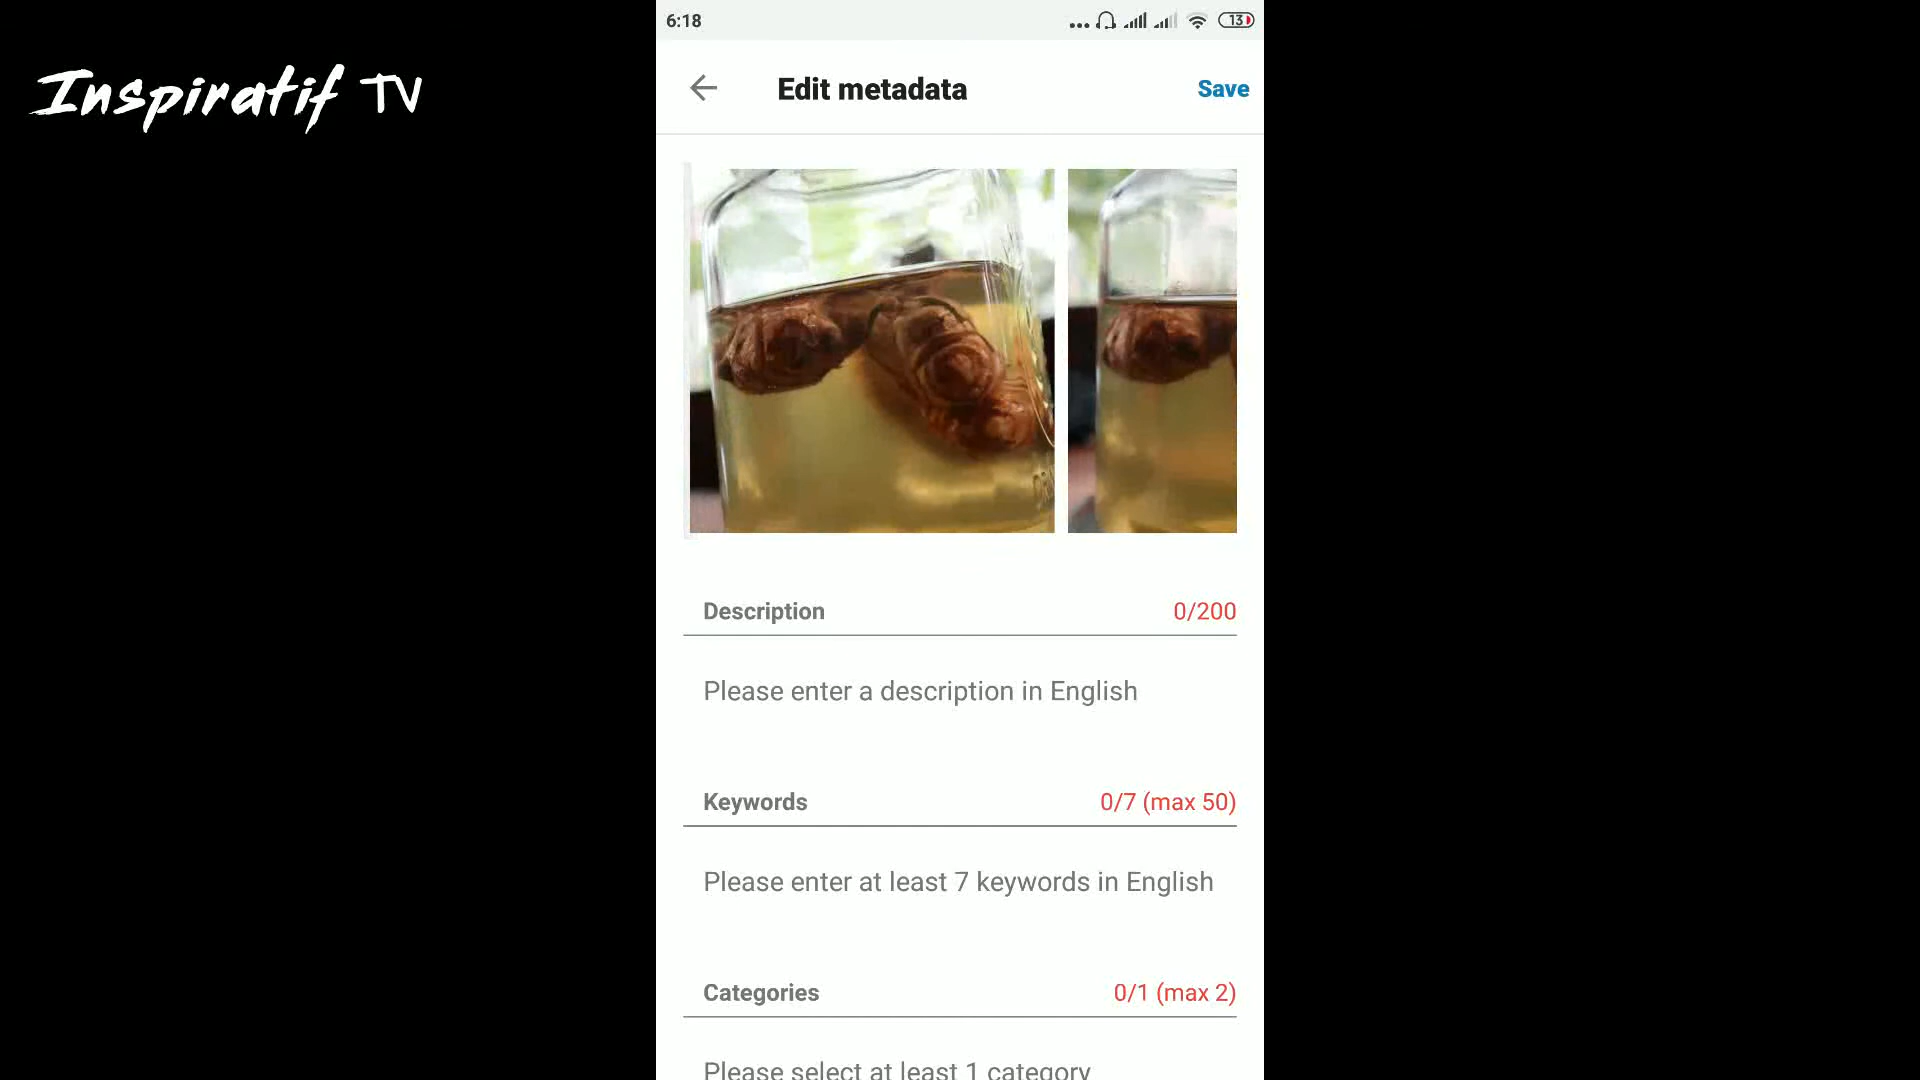 Inspiratif TV
6:18
13
Edit metadata
Save
Description
0/200
Please enter a description in English
Keywords
0/7 (max 50)
Please enter at least 7 keywords in English
Categories
0/1 (max 2)
Please select at least 1 category